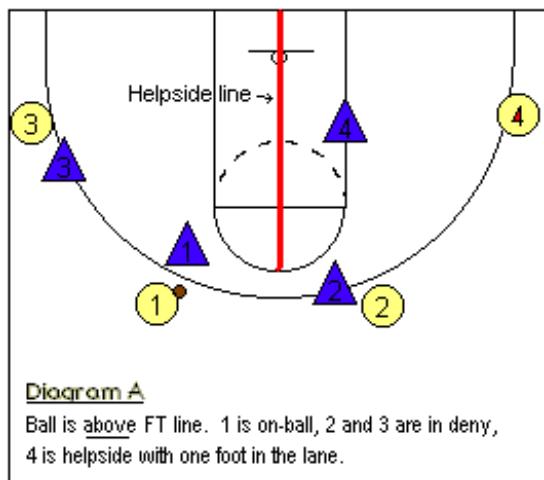 Helpside line →
3
4
4
3
1
2
1
2
Diagram A
Ball is above FT line. 1 is on-ball, 2 and 3 are in deny,
4 is helpside with one foot in the lane.